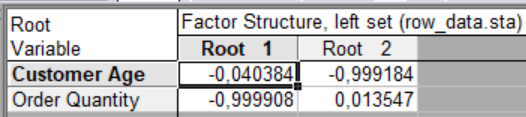 Root Factor Structure, left set (row_data.sta)
Variable Root 1 Root 2
Customer Age -0,040384 -0,999184
Order Quantity -0,999908 0,013547